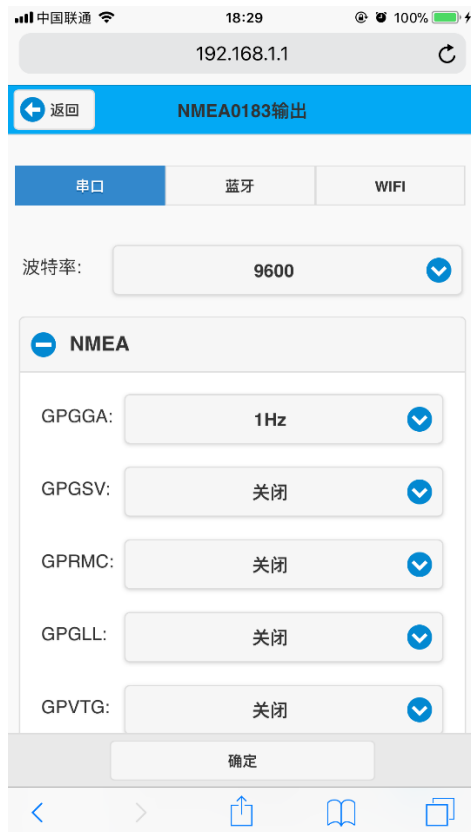 中国联通 18:29 100%
192.168.1.1
返回 NMEA0183输出
串口 蓝牙 WIFI
波特率: 9600
NMEA
GPGGA: 1Hz
GPGSV: 关闭
GPRMC: 关闭
GPGLL: 关闭
GPVTG: 关闭
确定